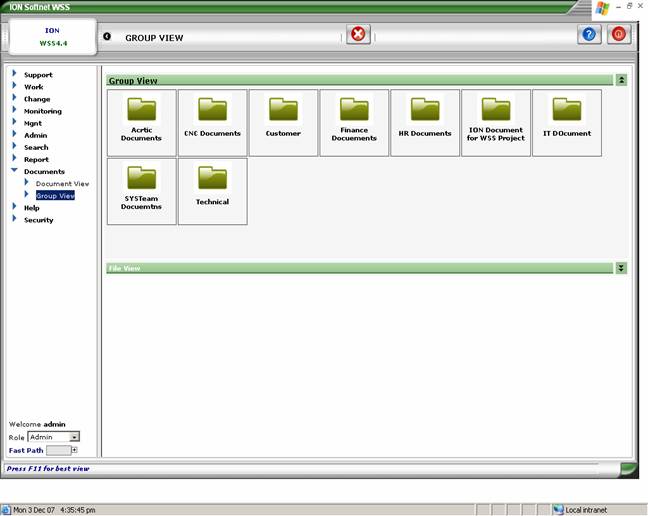 ION Softnet WSS
ION
WSS4.4
GROUP VIEW
Support
Work
Change
Monitoring
Mgnt
Admin
Search
Report
Documents
Document View
Group View
Help
Security
Welcome admin
Role Admin
Fast Path
Group View
Acrtic
Documents
CNC Documents
Customer
Finance
Docuements
HR Documents
ION Document
for WSS Project
IT DOcument
SYSTeam
Docuemtns
Technical
File View
Press F11 for best view
Mon 3 Dec 07 4:35:45 pm
Local intranet